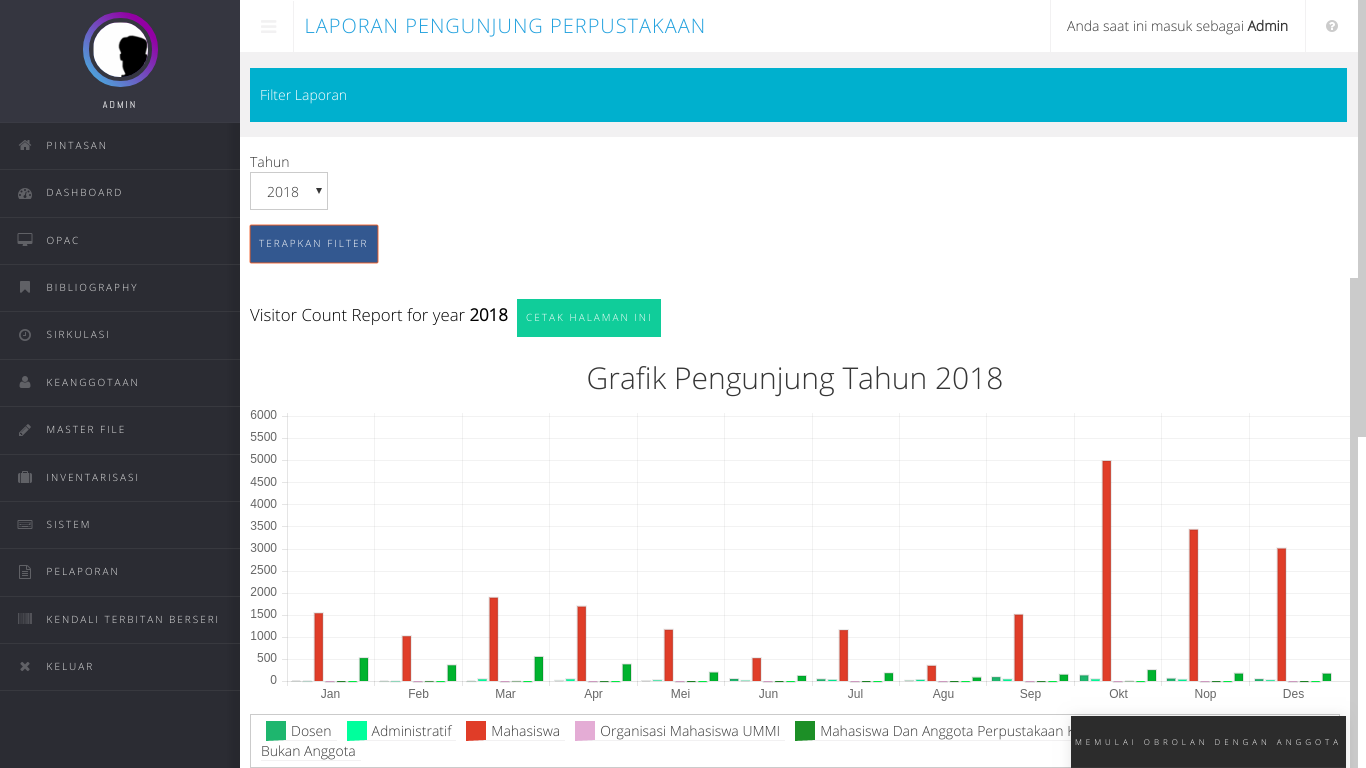 LAPORAN PENGUNJUNG PERPUSTAKAAN
Anda saat ini masuk sebagai Admin
ADMIN
PINTASAN
DASHBOARD
OPAC
BIBLIOGRAPHY
SIRKULASI
KEANGGOTAAN
MASTER FILE
INVENTARISASI
SISTEM
PELAPORAN
KENDALI TERBITAN BERSERI
KELUAR
Filter Laporan
Tahun
2018
TERAPKAN FILTER
Visitor Count Report for year 2018
CETAK HALAMAN INI
Grafik Pengunjung Tahun 2018
6000
5500
5000
4500
4000
3500
3000
2500
2000
1500
1000
500
0
Jan Feb Mar Apr Mei Jun Jul Agu Sep Okt Nop Des
Dosen Administratif Mahasiswa Organisasi Mahasiswa UMMI Mahasiswa Dan Anggota Perpustakaan
Bukan Anggota
MEMULAI OBROLAN DENGAN ANGGOTA